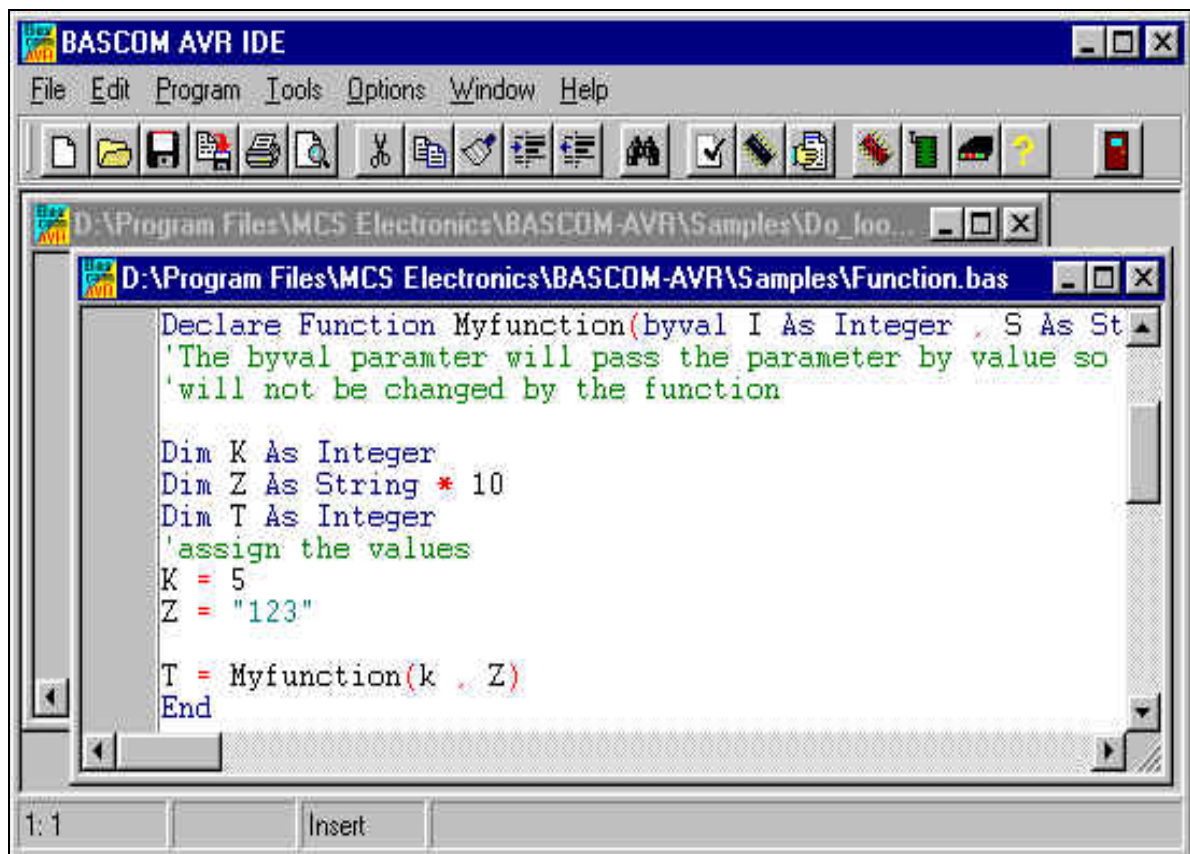 BASCOM AVR IDE
File Edit Program Tools Options Window Help
D:\Program Files\MCS Electronics\BASCOM-AVR\Samples\Do_loo...
D:\Program Files\MCS Electronics\BASCOM-AVR\Samples\Function.bas
Declare Function Myfunction(byval I As Integer , S As St
'The byval paramter will pass the parameter by value so
'will not be changed by the function
Dim K As Integer
Dim Z As String * 10
Dim T As Integer
'assign the values
K = 5
Z = "123"
T = Myfunction(k , Z)
End
1: 1 Insert